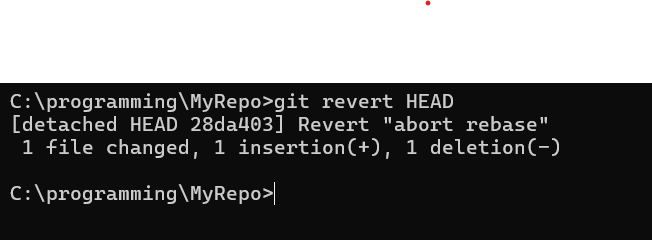 C:\programming\MyRepo>git revert HEAD
[detached HEAD 28da403] Revert "abort rebase"
 1 file changed, 1 insertion(+), 1 deletion(-)
C:\programming\MyRepo>